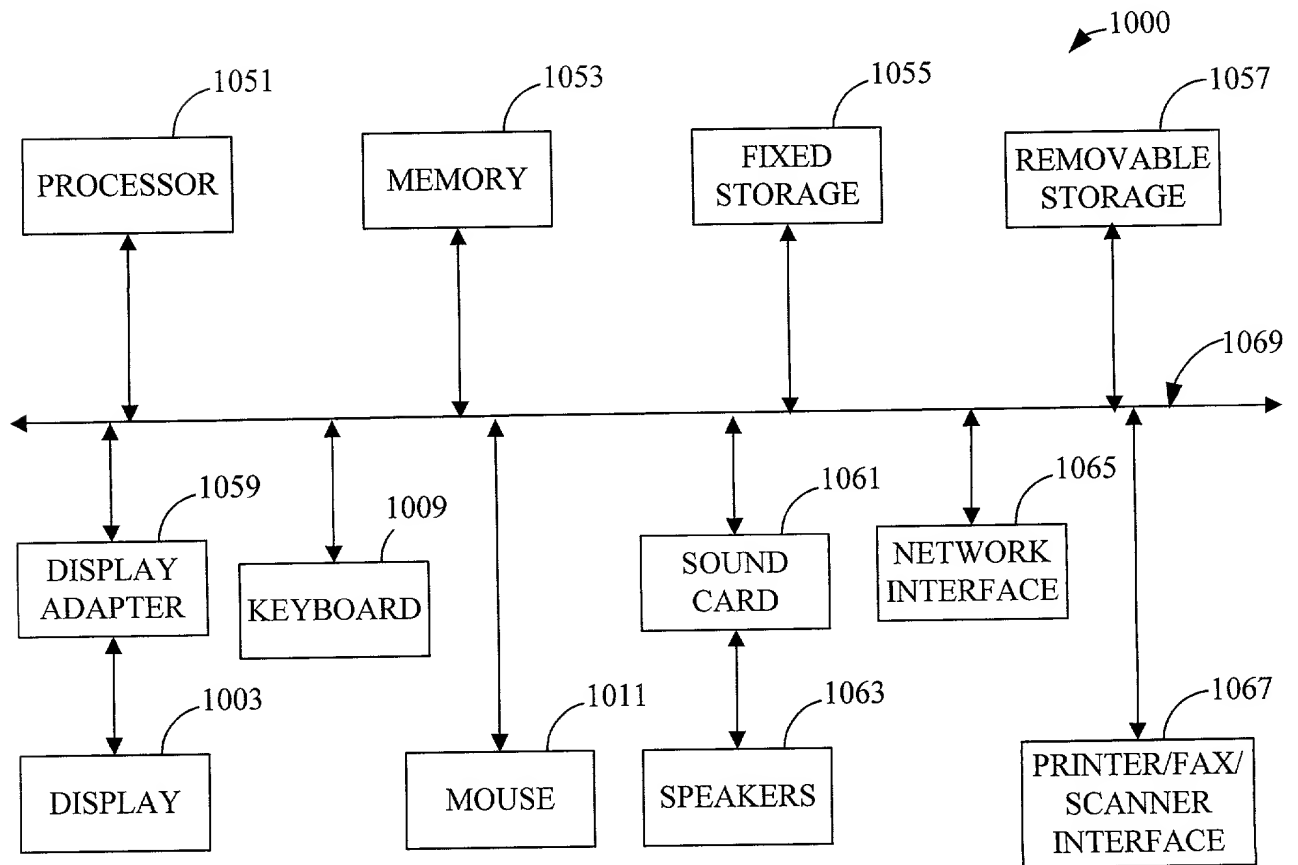 1000
1051
1053
1055
1057
PROCESSOR
MEMORY
FIXED
STORAGE
REMOVABLE
STORAGE
1069
1059
1009
1061
1065
DISPLAY
ADAPTER
KEYBOARD
SOUND
CARD
NETWORK
INTERFACE
1003
1011
1063
1067
DISPLAY
MOUSE
SPEAKERS
PRINTER/FAX/
SCANNER
INTERFACE